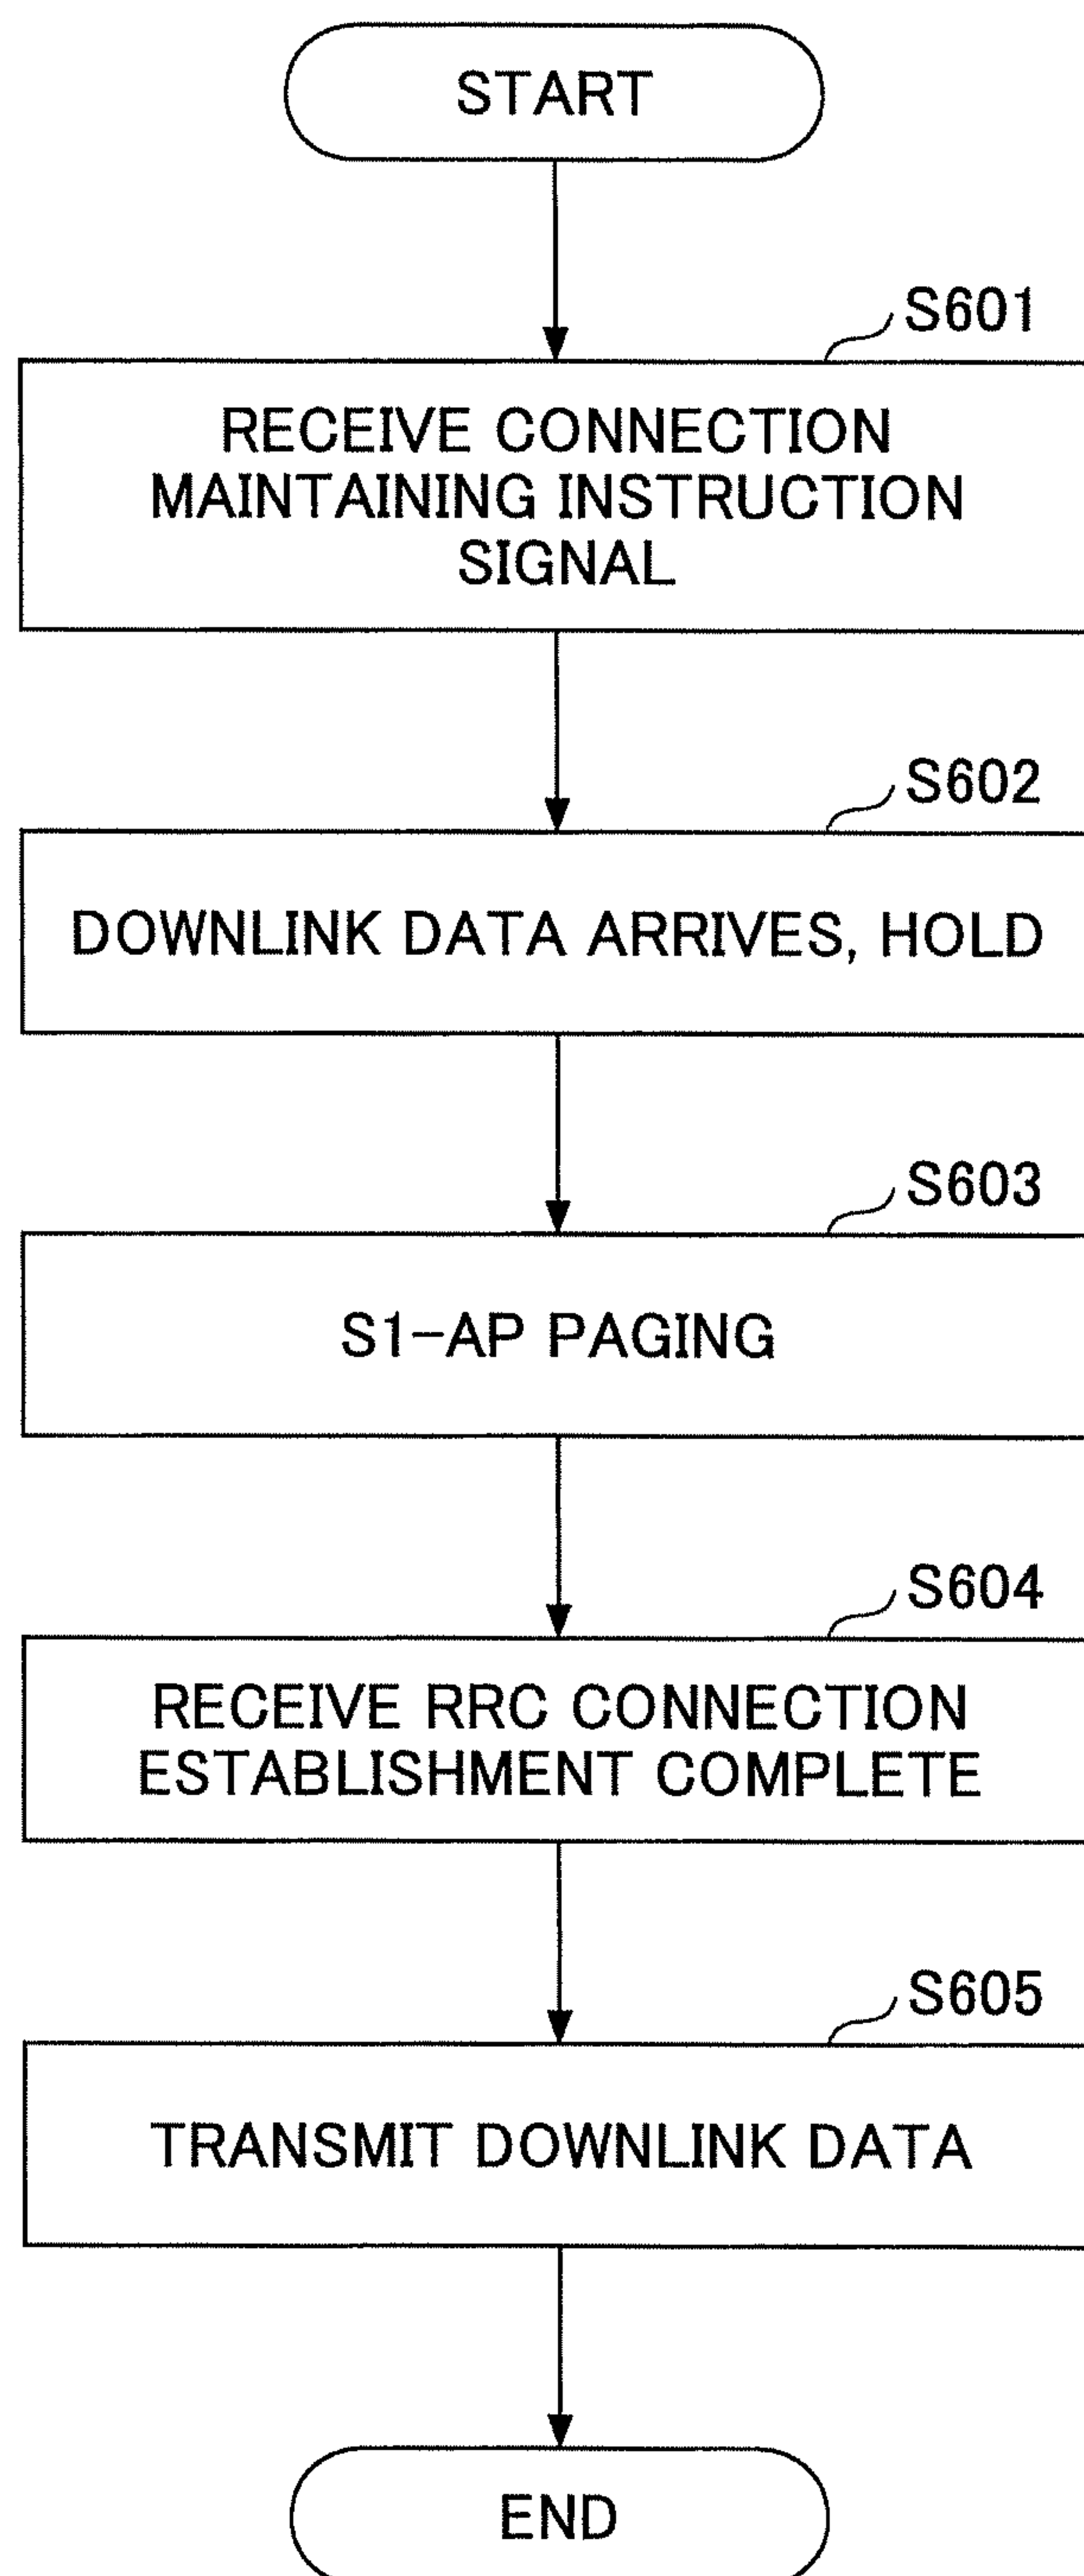 START
S601
RECEIVE CONNECTION
MAINTAINING INSTRUCTION
SIGNAL
S602
DOWNLINK DATA ARRIVES, HOLD
S603
S1-AP PAGING
S604
RECEIVE RRC CONNECTION
ESTABLISHMENT COMPLETE
S605
TRANSMIT DOWNLINK DATA
END